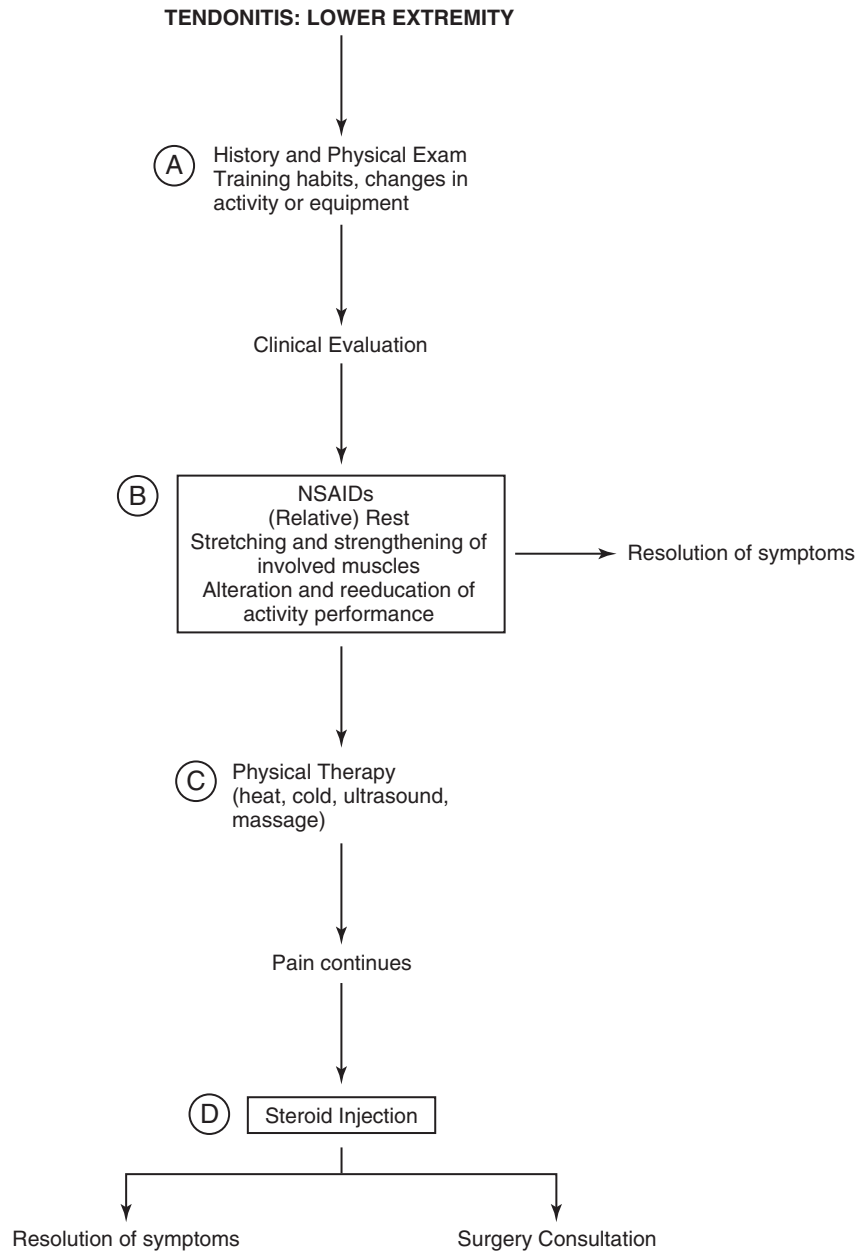 TENDONITIS: LOWER EXTREMITY
A
History and Physical Exam
Training habits, changes in
activity or equipment
Clinical Evaluation
B
NSAIDs
(Relative) Rest
Stretching and strengthening of
involved muscles
Alteration and reeducation of
activity performance
Resolution of symptoms
C
Physical Therapy
(heat, cold, ultrasound,
massage)
Pain continues
D
Steroid Injection
Resolution of symptoms
Surgery Consultation